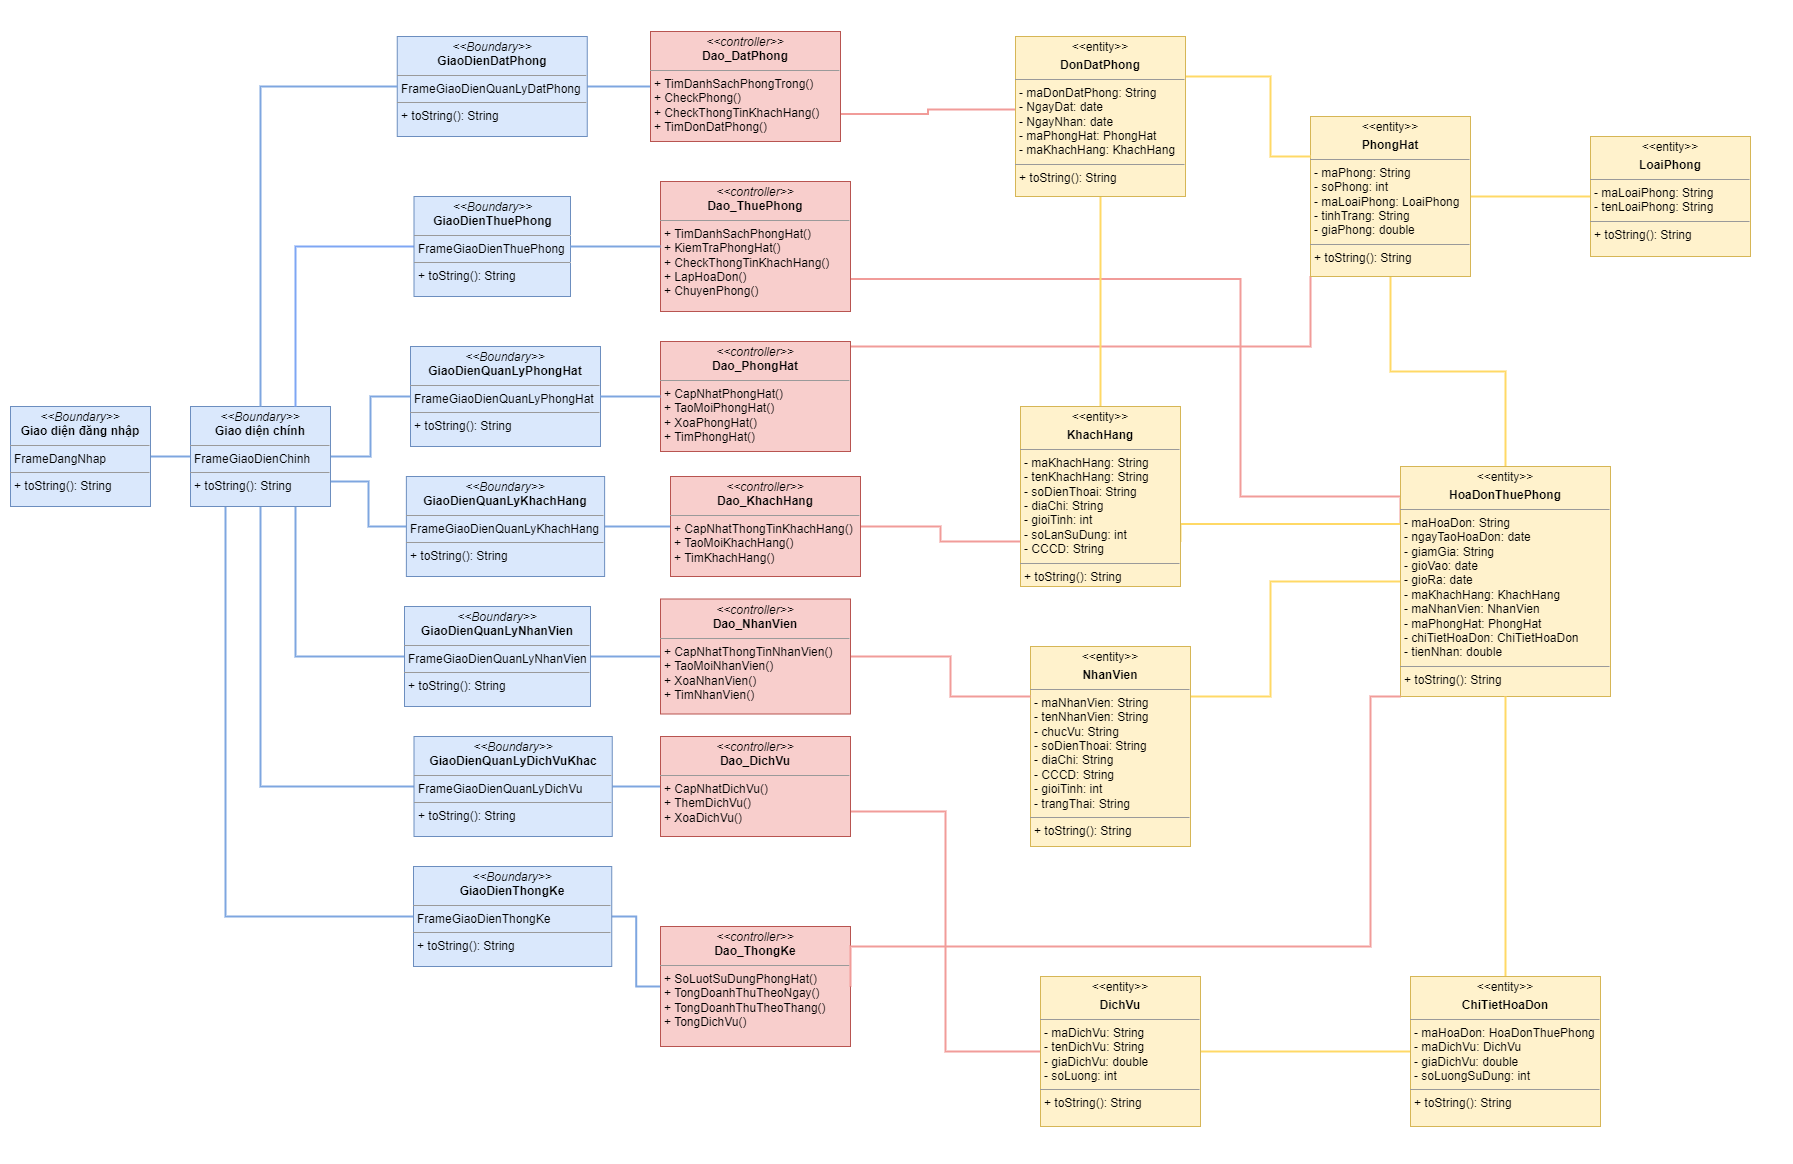 <<Boundary>>
Giao diện đăng nhập
FrameDangNhap
+ toString(): String
<<Boundary>>
Giao diện chính
FrameGiaoDienChinh
+ toString(): String
<<Boundary>>
GiaoDienDatPhong
FrameGiaoDienQuanLyDatPhong
+ toString(): String
<<Boundary>>
GiaoDienThuePhong
FrameGiaoDienThuePhong
+ toString(): String
<<Boundary>>
GiaoDienQuanLyPhongHat
FrameGiaoDienQuanLyPhongHat
+ toString(): String
<<Boundary>>
GiaoDienQuanLyKhachHang
FrameGiaoDienQuanLyKhachHang
+ toString(): String
<<Boundary>>
GiaoDienQuanLyNhanVien
FrameGiaoDienQuanLyNhanVien
+ toString(): String
<<Boundary>>
GiaoDienQuanLyDichVuKhac
FrameGiaoDienQuanLyDichVu
+ toString(): String
<<Boundary>>
GiaoDienThongKe
FrameGiaoDienThongKe
+ toString(): String
<<controller>>
Dao_DatPhong
+ TimDanhSachPhongTrong()
+ CheckPhong()
+ CheckThongTinKhachHang()
+ TimDonDatPhong()
<<controller>>
Dao_ThuePhong
+ TimDanhSachPhongHat()
+ KiemTraPhongHat()
+ CheckThongTinKhachHang()
+ LapHoaDon()
+ ChuyenPhong()
<<controller>>
Dao_PhongHat
+ CapNhatPhongHat()
+ TaoMoiPhongHat()
+ XoaPhongHat()
+ TimPhongHat()
<<controller>>
Dao_KhachHang
+ CapNhatThongTinKhachHang()
+ TaoMoiKhachHang()
+ TimKhachHang()
<<controller>>
Dao_NhanVien
+ CapNhatThongTinNhanVien()
+ TaoMoiNhanVien()
+ XoaNhanVien()
+ TimNhanVien()
<<controller>>
Dao_DichVu
+ CapNhatDichVu()
+ ThemDichVu()
+ XoaDichVu()
<<controller>>
Dao_ThongKe
+ SoLuotSuDungPhongHat()
+ TongDoanhThuTheoNgay()
+ TongDoanhThuTheoThang()
+ TongDichVu()
<<entity>>
DonDatPhong
- maDonDatPhong: String
- NgayDat: date
- NgayNhan: date
- maPhongHat: PhongHat
- maKhachHang: KhachHang
+ toString(): String
<<entity>>
KhachHang
- maKhachHang: String
- tenKhachHang: String
- soDienThoai: String
- diaChi: String
- gioiTinh: int
- soLanSuDung: int
- CCCD: String
+ toString(): String
<<entity>>
NhanVien
- maNhanVien: String
- tenNhanVien: String
- chucVu: String
- soDienThoai: String
- diaChi: String
- CCCD: String
- gioiTinh: int
- trangThai: String
+ toString(): String
<<entity>>
DichVu
- maDichVu: String
- tenDichVu: String
- giaDichVu: double
- soLuong: int
+ toString(): String
<<entity>>
PhongHat
- maPhong: String
- soPhong: int
- maLoaiPhong: LoaiPhong
- tinhTrang: String
- giaPhong: double
+ toString(): String
<<entity>>
LoaiPhong
- maLoaiPhong: String
- tenLoaiPhong: String
+ toString(): String
<<entity>>
HoaDonThuePhong
- maHoaDon: String
- ngayTaoHoaDon: date
- giamGia: String
- gioVao: date
- gioRa: date
- maKhachHang: KhachHang
- maNhanVien: NhanVien
- maPhongHat: PhongHat
- chiTietHoaDon: ChiTietHoaDon
- tienNhan: double
+ toString(): String
<<entity>>
ChiTietHoaDon
- maHoaDon: HoaDonThuePhong
- maDichVu: DichVu
- giaDichVu: double
- soLuongSuDung: int
+ toString(): String